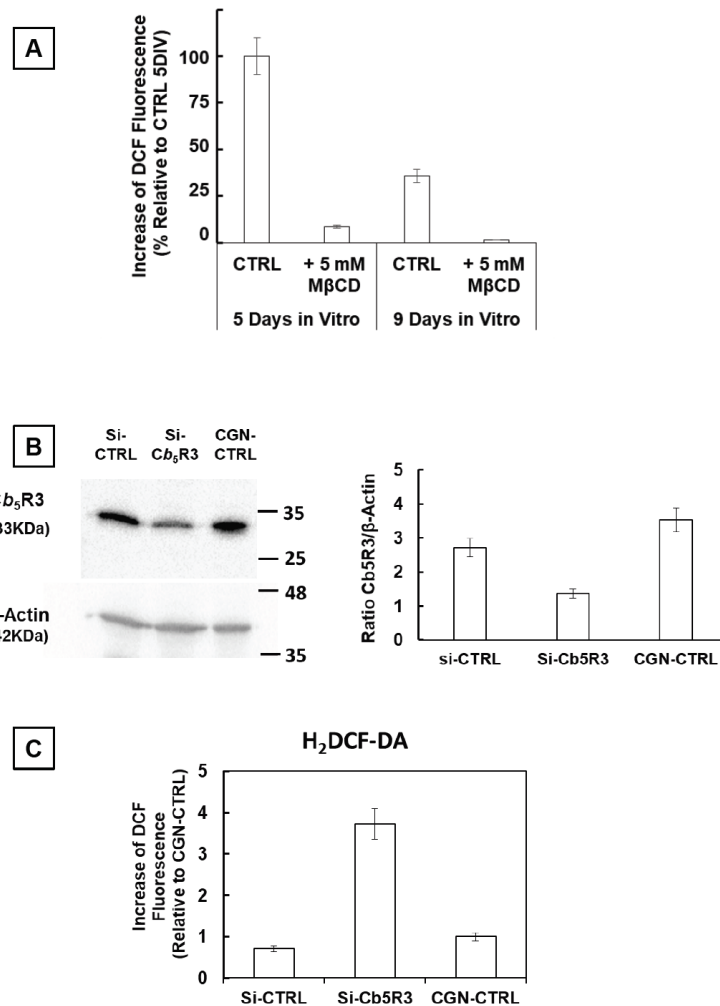 A
Increase of DCF Fluorescence
(% Relative to CTRL 5DIV)
100
75
50
25
0
CTRL
+ 5 mM
MβCD
CTRL
+ 5 mM
MβCD
5 Days in Vitro
9 Days in Vitro
B
Si-
CTRL
Si-
Cb₅R3
CGN-
CTRL
b₅R3
33KDa)
35
25
48
-Actin
42KDa)
35
Ratio Cb5R3/β-Actin
5
4
3
2
1
0
si-CTRL
Si-Cb5R3
CGN-CTRL
C
H₂DCF-DA
Increase of DCF
Fluorescence
(Relative to CGN-CTRL)
5
4
3
2
1
0
Si-CTRL
Si-Cb5R3
CGN-CTRL